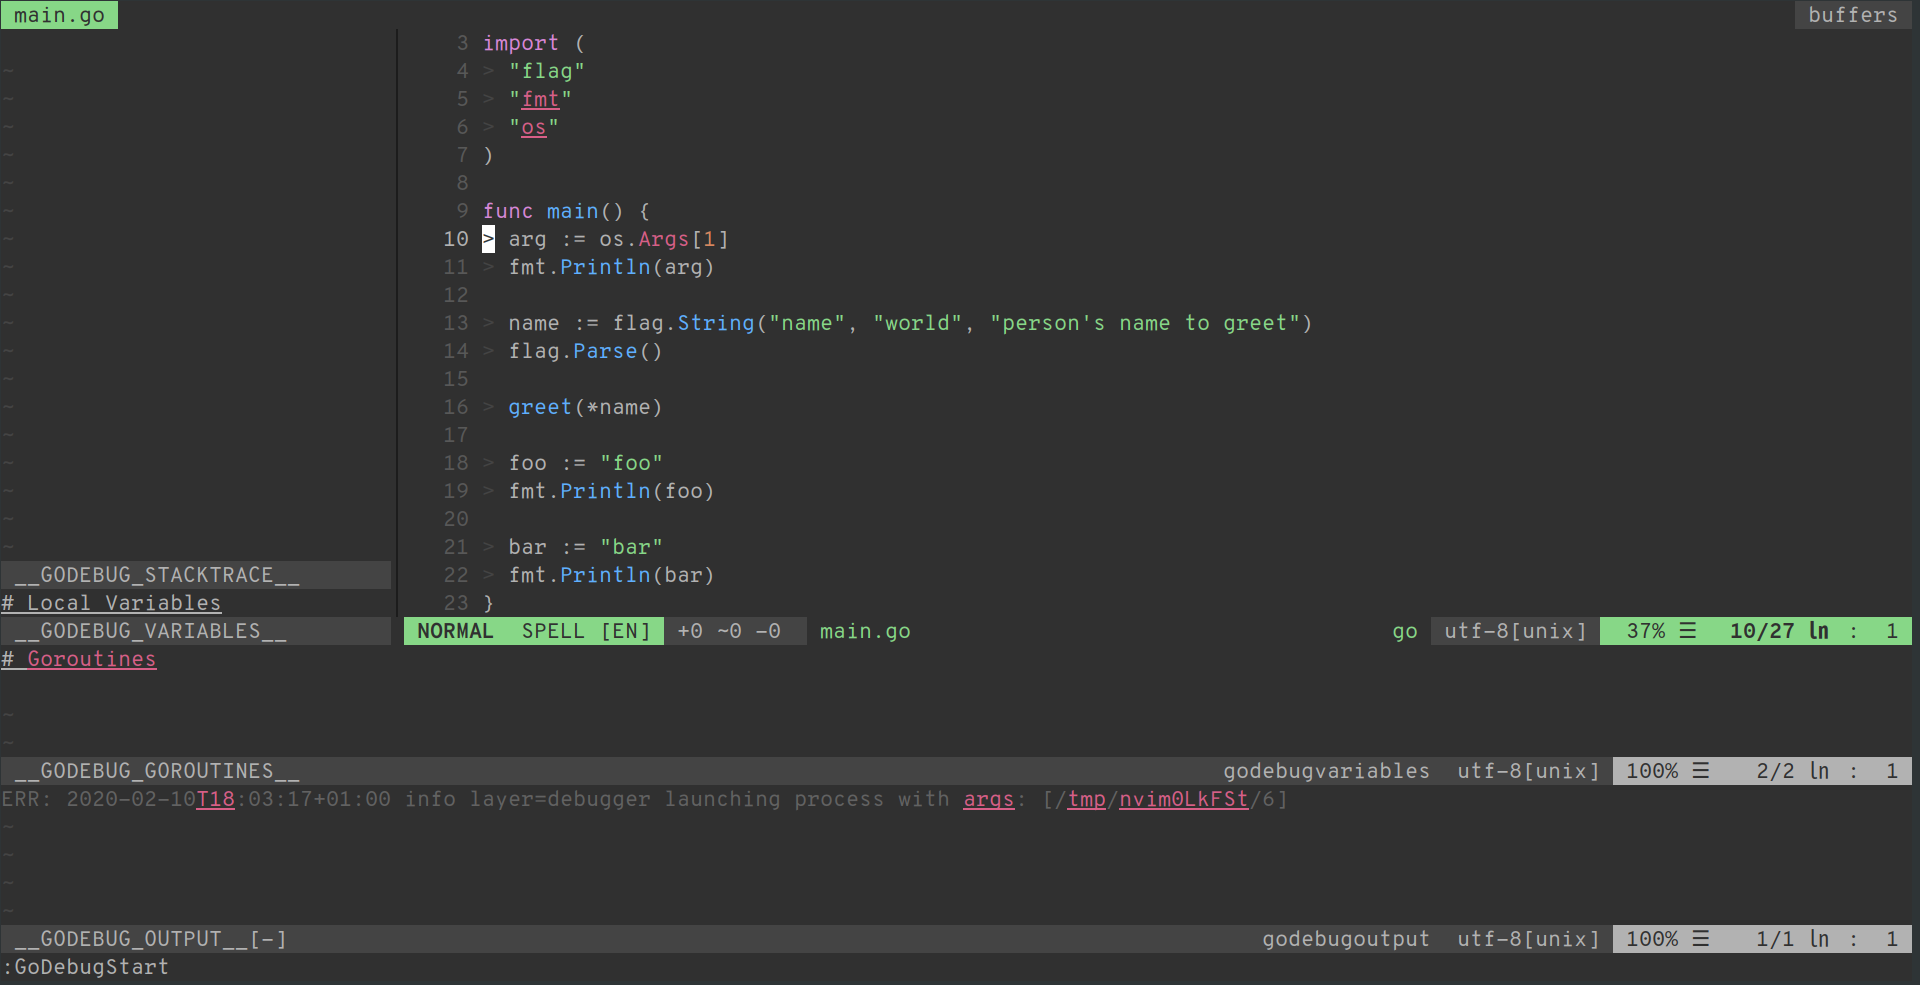 main.go buffers
3 import (
4 > "flag"
5 > "fmt"
6 > "os"
7 )
8
9 func main() {
10 > arg := os.Args[1]
11 > fmt.Println(arg)
12
13 > name := flag.String("name", "world", "person's name to greet")
14 > flag.Parse()
15
16 > greet(*name)
17
18 > foo := "foo"
19 > fmt.Println(foo)
20
21 > bar := "bar"
22 > fmt.Println(bar)
23 }
__GODEBUG_STACKTRACE__
# Local Variables
__GODEBUG_VARIABLES__
NORMAL SPELL [EN] +0 ~0 -0 main.go go utf-8[unix] 37% ☰ 10/27 ln : 1
# Goroutines
~
~
__GODEBUG_GOROUTINES__ godebugvariables utf-8[unix] 100% ☰ 2/2 ln : 1
ERR: 2020-02-10T18:03:17+01:00 info layer=debugger launching process with args: [/tmp/nvim0LkFSt/6]
~
~
~
~
__GODEBUG_OUTPUT__[-] godebugoutput utf-8[unix] 100% ☰ 1/1 ln : 1
:GoDebugStart